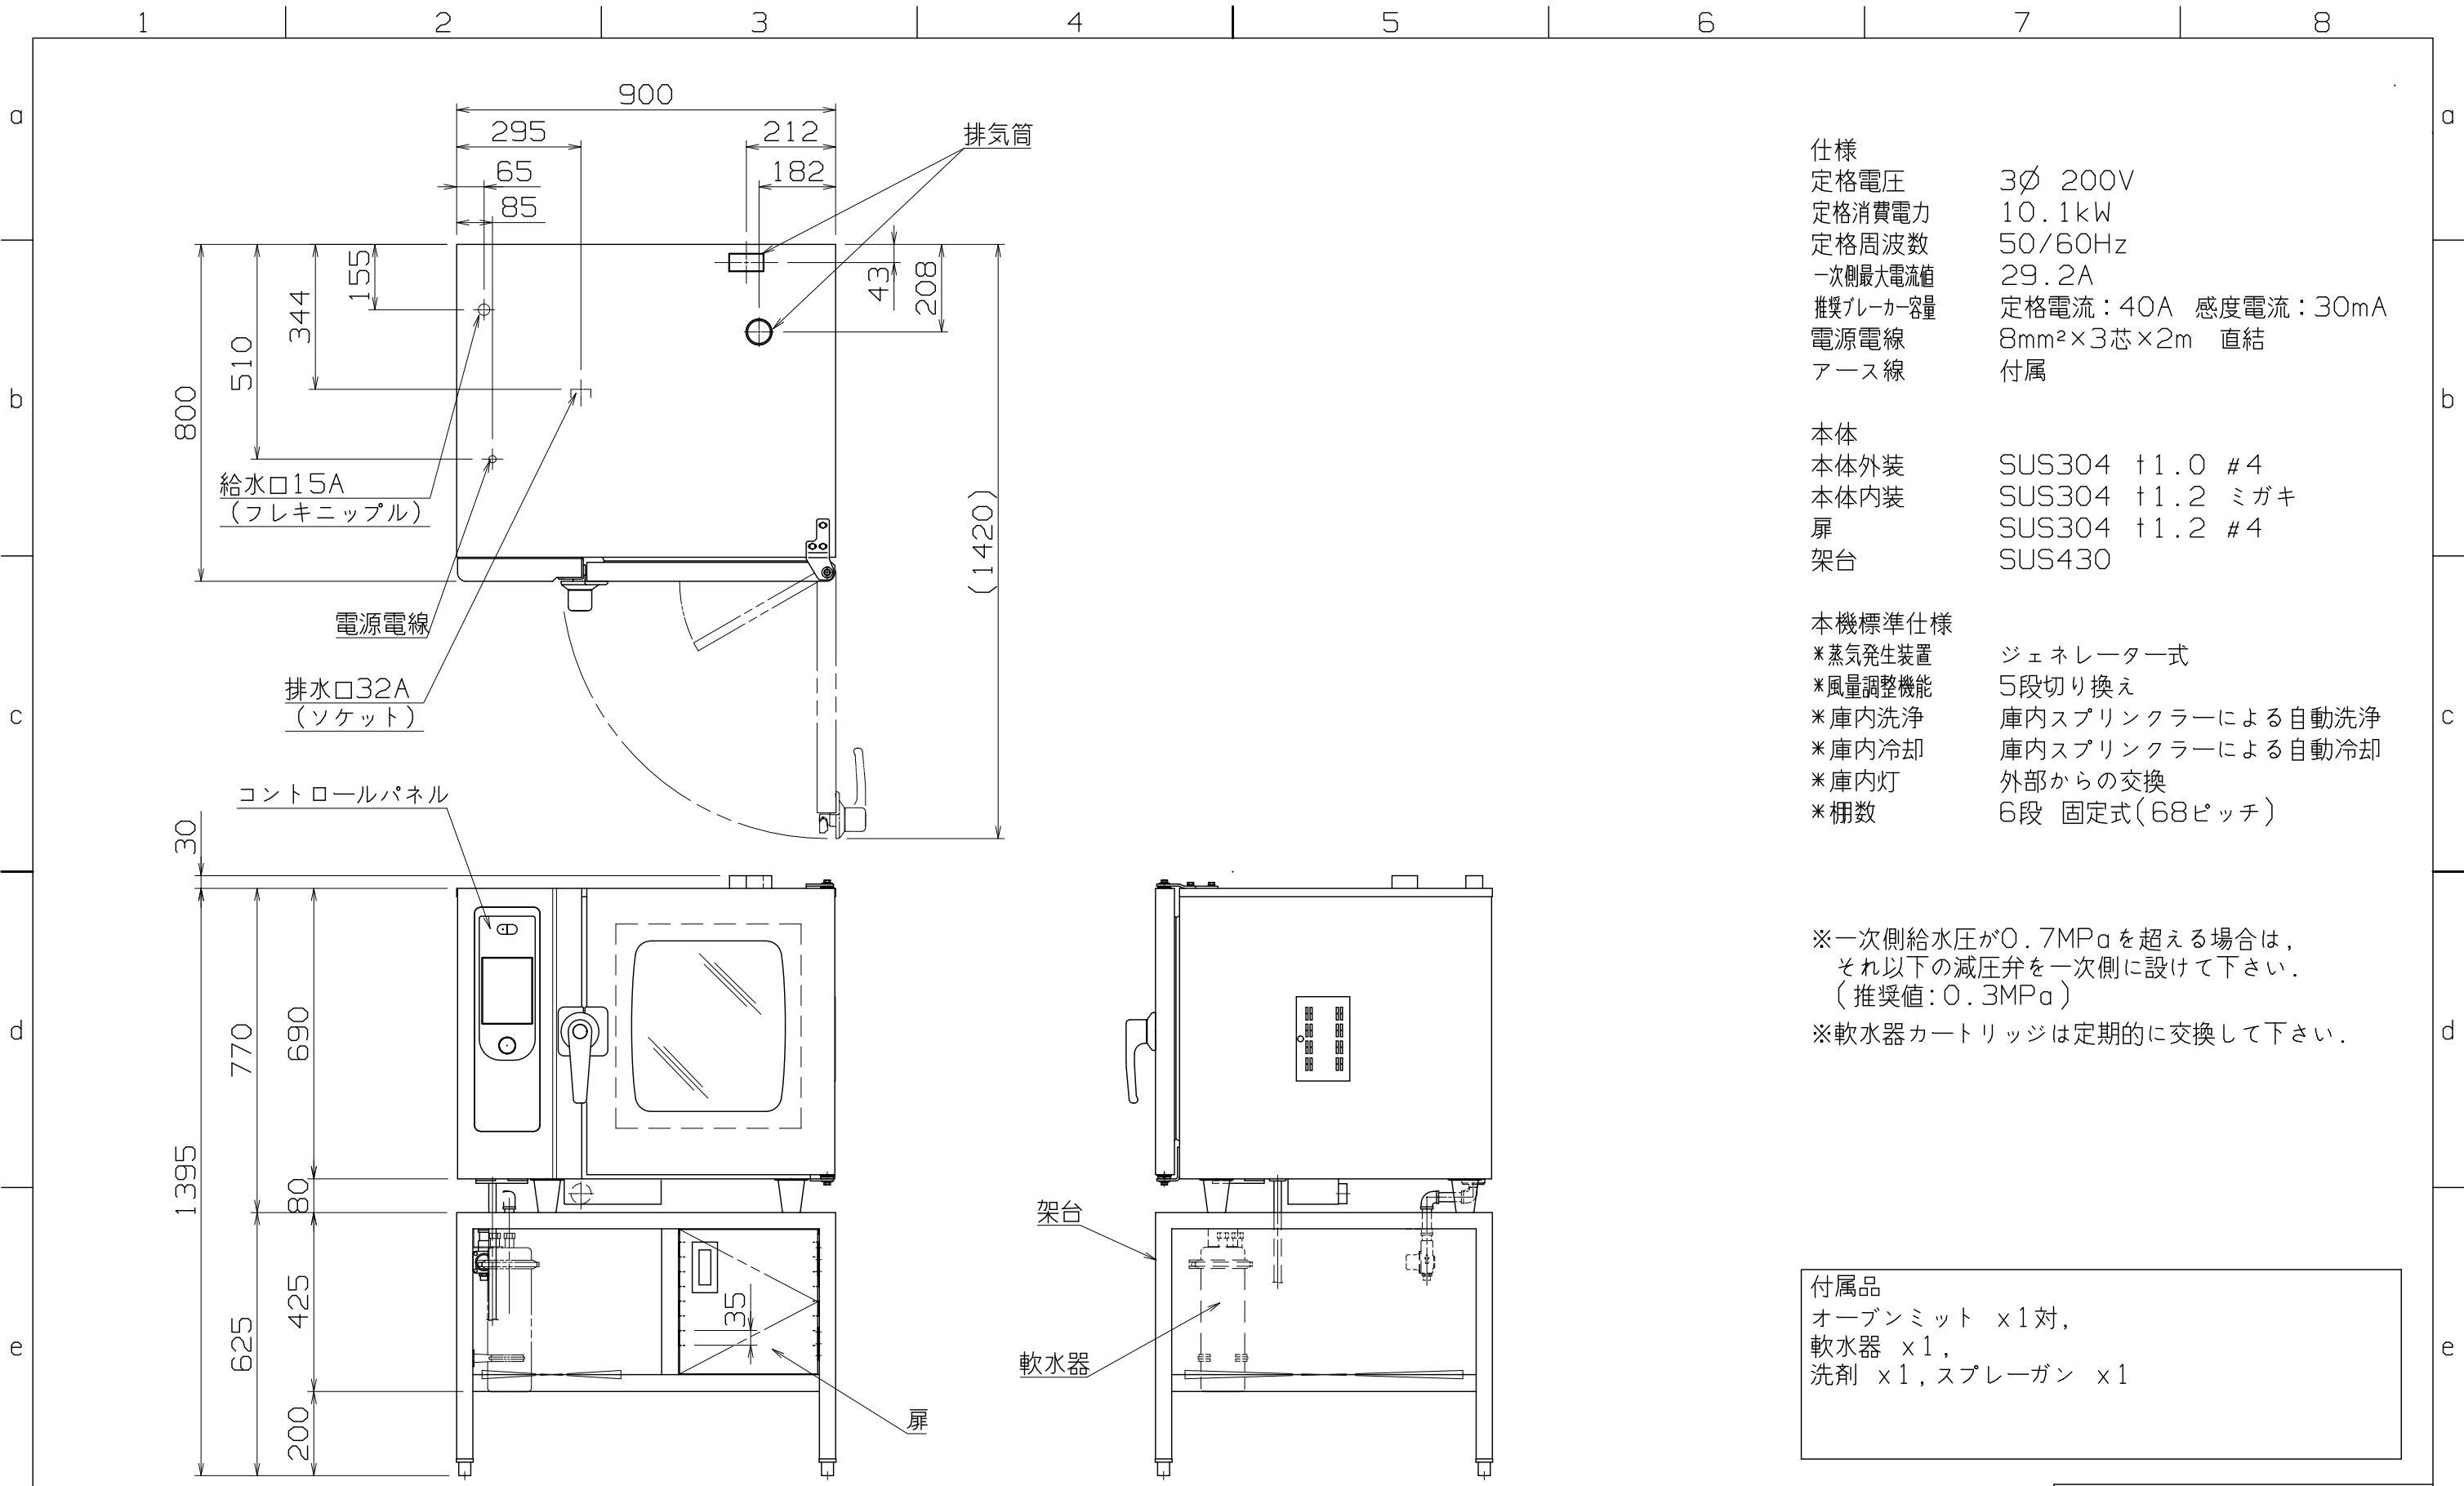 1 2 3 4 5 6 7 8
a a
b b
c c
d d
e e
900
295
212
65
182
85
排気筒
155
344
510
800
43
208
(1420)
給水口15A
(フレキニップル)
電源電線
排水口32A
(ソケット)
コントロールパネル
30
690
770
1395
80
425
625
200
35
扉
架台
軟水器
仕様
定格電圧 3∅ 200V
定格消費電力 10.1kW
定格周波数 50/60Hz
一次側最大電流値 29.2A
推奨ブレーカー容量 定格電流：40A 感度電流：30mA
電源電線 8mm²×3芯×2m 直結
アース線 付属
本体
本体外装 SUS304 t1.0 #4
本体内装 SUS304 t1.2 ミガキ
扉 SUS304 t1.2 #4
架台 SUS430
本機標準仕様
*蒸気発生装置 ジェネレーター式
*風量調整機能 5段切り換え
*庫内洗浄 庫内スプリンクラーによる自動洗浄
*庫内冷却 庫内スプリンクラーによる自動冷却
*庫内灯 外部からの交換
*棚数 6段 固定式(68ピッチ)
※一次側給水圧が0.7MPaを超える場合は，
それ以下の減圧弁を一次側に設けて下さい．
(推奨値：0.3MPa)
※軟水器カートリッジは定期的に交換して下さい．
付属品
オーブンミット x1対,
軟水器 x1,
洗剤 x1,スプレーガン x1